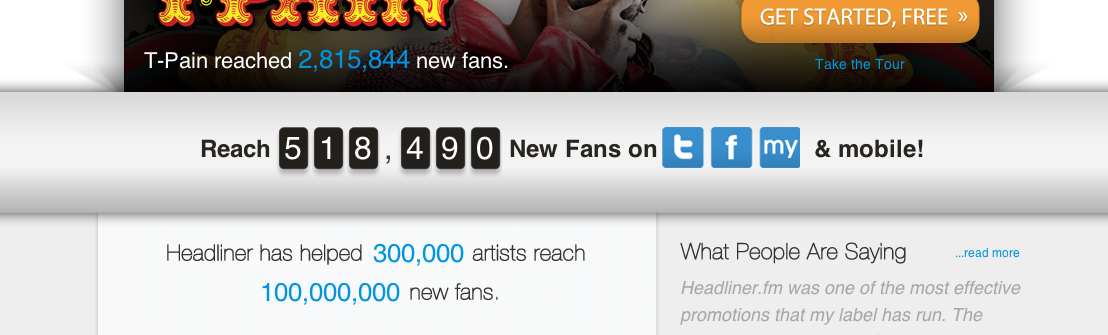 T-Pain
GET STARTED, FREE »
T-Pain reached 2,815,844 new fans.
Take the Tour
Reach 518,490 New Fans on t f my & mobile!
Headliner has helped 300,000 artists reach
100,000,000 new fans.
What People Are Saying
...read more
Headliner.fm was one of the most effective
promotions that my label has run. The